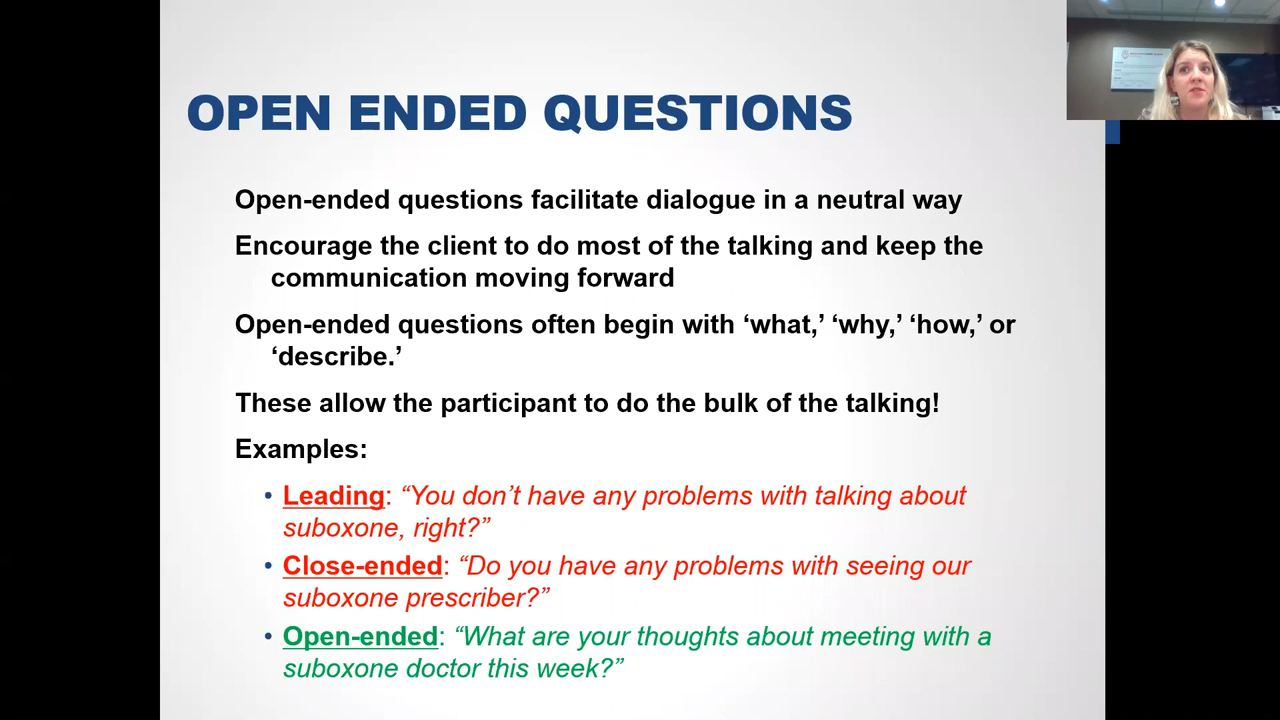 OPEN ENDED QUESTIONS
Open-ended questions facilitate dialogue in a neutral way
Encourage the client to do most of the talking and keep the
communication moving forward
Open-ended questions often begin with ‘what,’ ‘why,’ ‘how,’ or
‘describe.’
These allow the participant to do the bulk of the talking!
Examples:
• Leading: “You don’t have any problems with talking about
suboxone, right?”
• Close-ended: “Do you have any problems with seeing our
suboxone prescriber?”
• Open-ended: “What are your thoughts about meeting with a
suboxone doctor this week?”